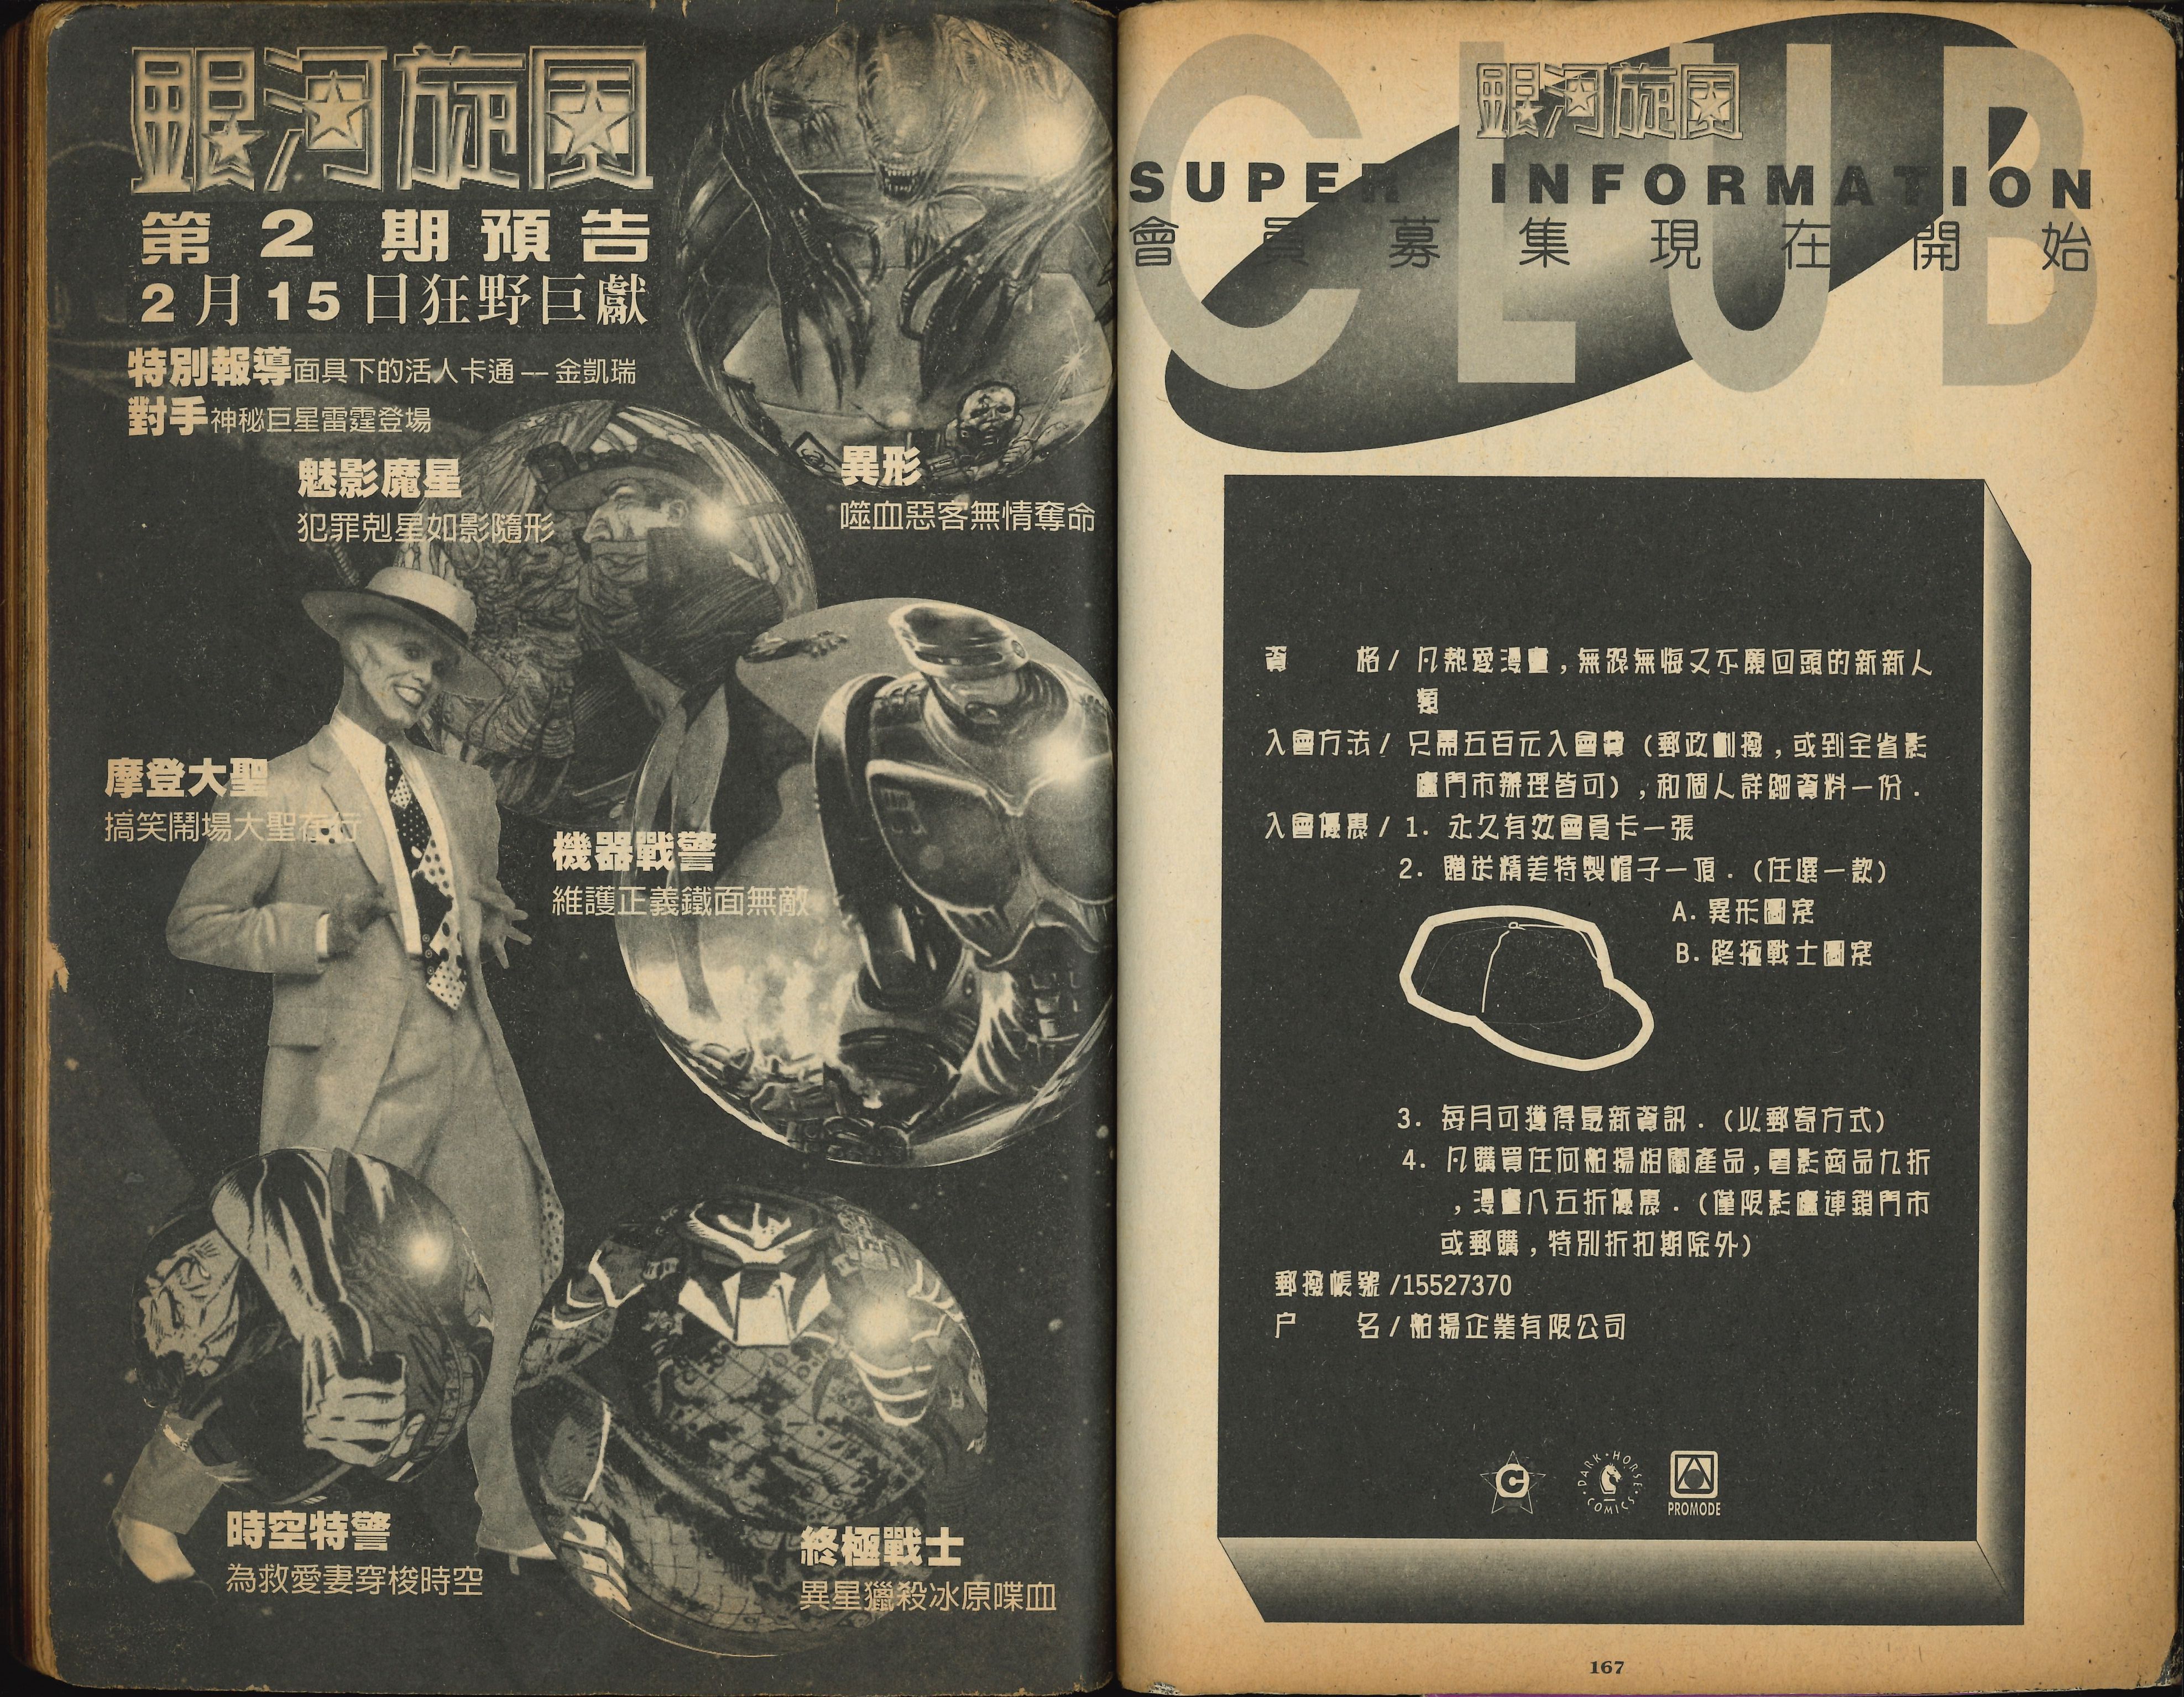 銀河旋風
第2期預告
2月15日狂野巨獻
特別報導面具下的活人卡通——金凱瑞
對手神秘巨星雷霆登場
魅影魔星
犯罪剋星如影隨形
異形
噬血惡客無情奪命
摩登大聖
搞笑鬧場大聖在行
機器戰警
維護正義鐵面無敵
時空特警
為救愛妻穿梭時空
終極戰士
異星獵殺冰原喋血
CLUB
銀河旋風
SUPER INFORMATION
會員募集現在開始
資格/凡熱愛漫畫,無怨無悔又不願回頭的新新人
類
入會方法/只需五百元入會費(郵政劃撥,或到全省影
廬門市辦理皆可),和個人詳細資料一份.
入會優惠/1. 永久有效會員卡一張
2. 贈送精美特製帽子一頂.(任選一款)
A. 異形圖案
B. 終極戰士圖案
3. 每月可獲得最新資訊.(以郵寄方式)
4. 凡購買任何舶揚相關產品,電影商品九折
,漫畫八五折優惠.(僅限影廬連鎖門市
或郵購,特別折扣期除外)
郵撥帳號/15527370
戶名/舶揚企業有限公司
C
DARK HORSE COMICS
PROMODE
167